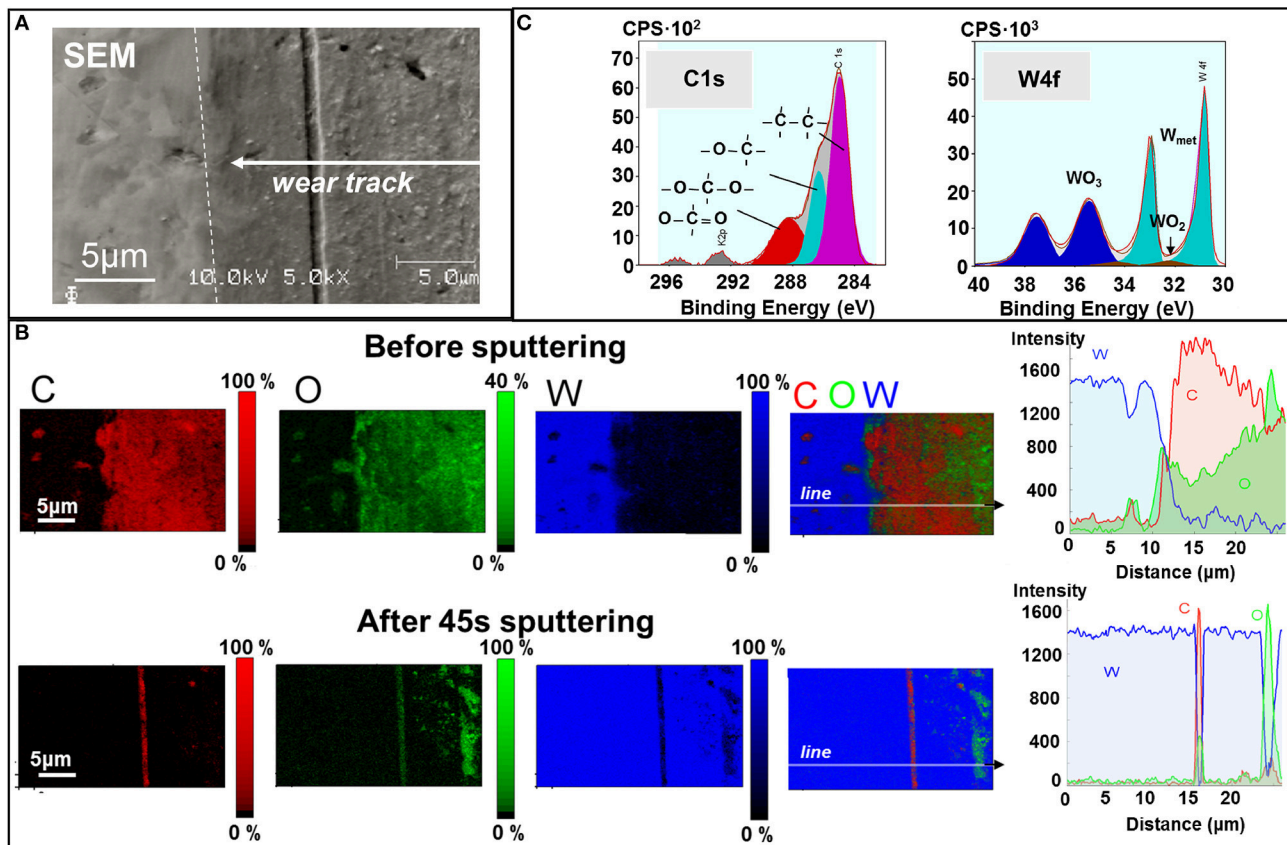 A
SEM
wear track
5µm
10.0kV 5.0kX
5.0µm
C
CPS·10²
70
60
50
40
30
20
10
0
C1s
C 1s
K2p
–C–C–
–O–C–
–O–C–O–
–O–C=O
296 292 288 284
Binding Energy (eV)
CPS·10³
50
40
30
20
10
0
W4f
W 4f
Wmet
WO₃
WO₂
40 38 36 34 32 30
Binding Energy (eV)
B
Before sputtering
C
5µm
100 %
0 %
O
40 %
0 %
W
100 %
0 %
C O W
line
Intensity
1600
1200
800
400
0
W
C
O
0 5 10 15 20
Distance (µm)
After 45s sputtering
5µm
100 %
0 %
100 %
0 %
100 %
0 %
line
Intensity
1600
1200
800
400
0
C
O
W
0 5 10 15 20
Distance (µm)